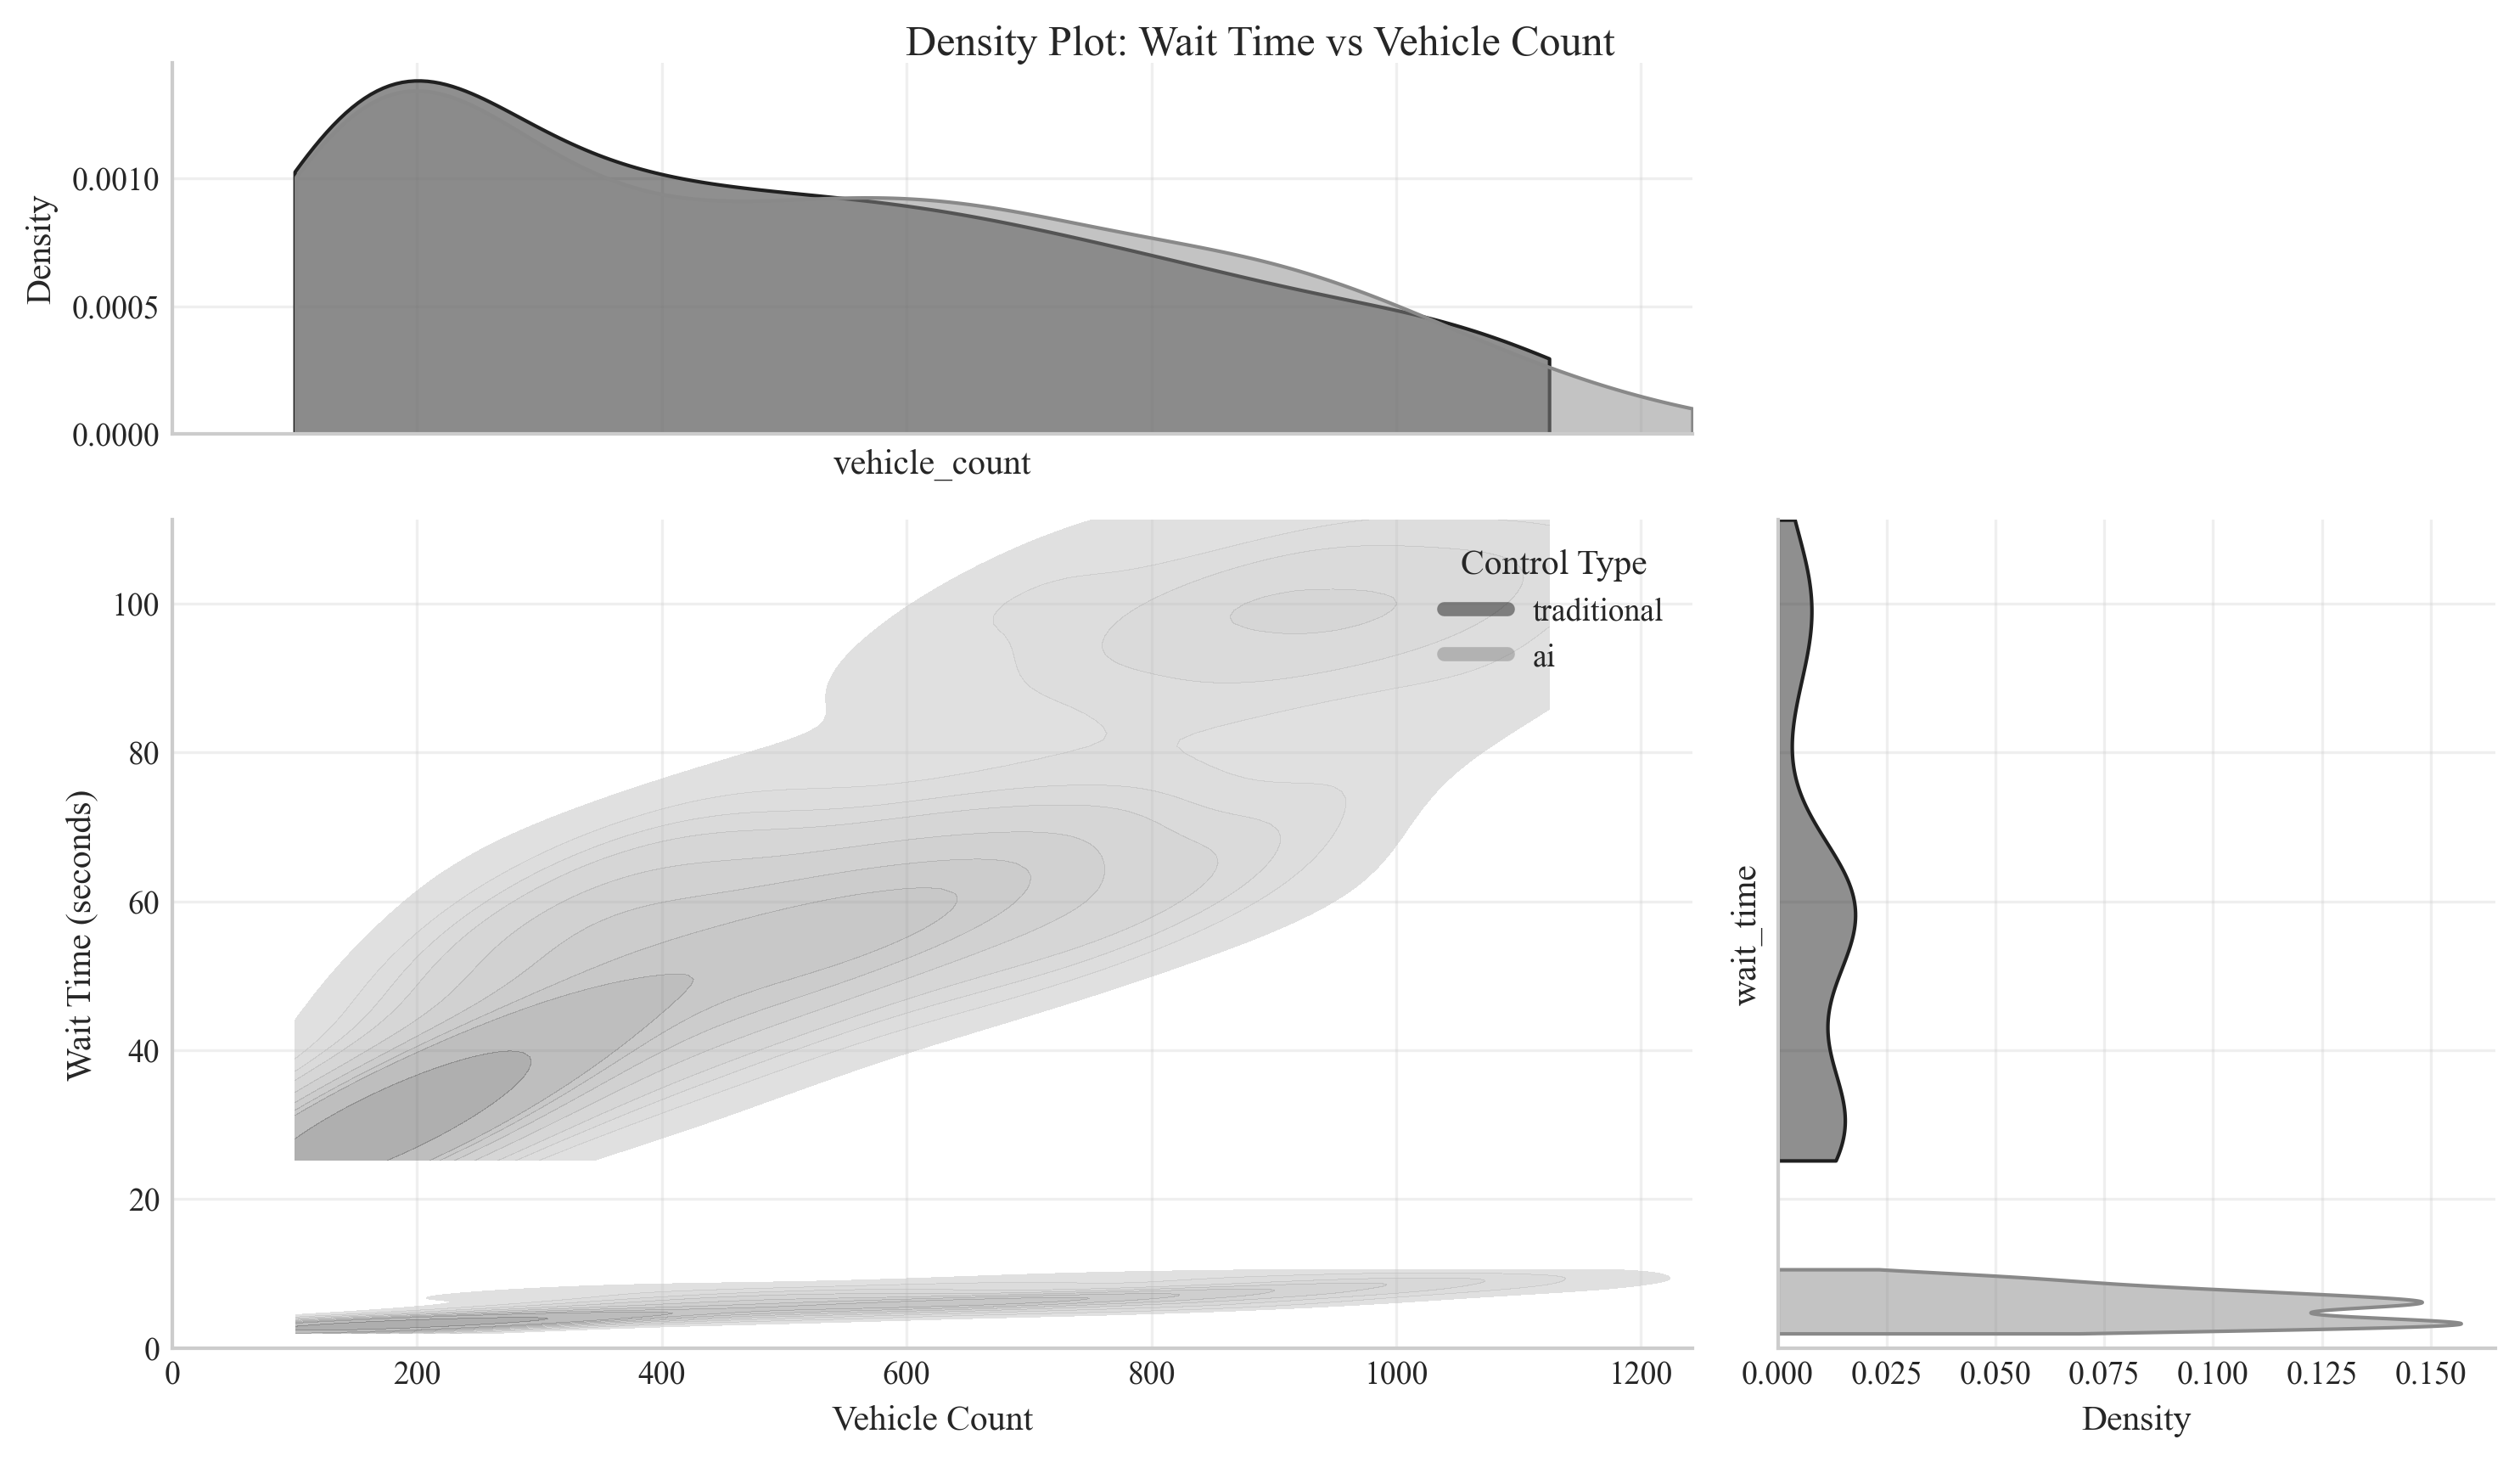 Density Plot: Wait Time vs Vehicle Count
Density
0.0010
0.0005
0.0000
vehicle_count
Wait Time (seconds)
100
80
60
40
20
0
Control Type
traditional
ai
0 200 400 600 800 1000 1200
Vehicle Count
wait_time
0.000 0.025 0.050 0.075 0.100 0.125 0.150
Density